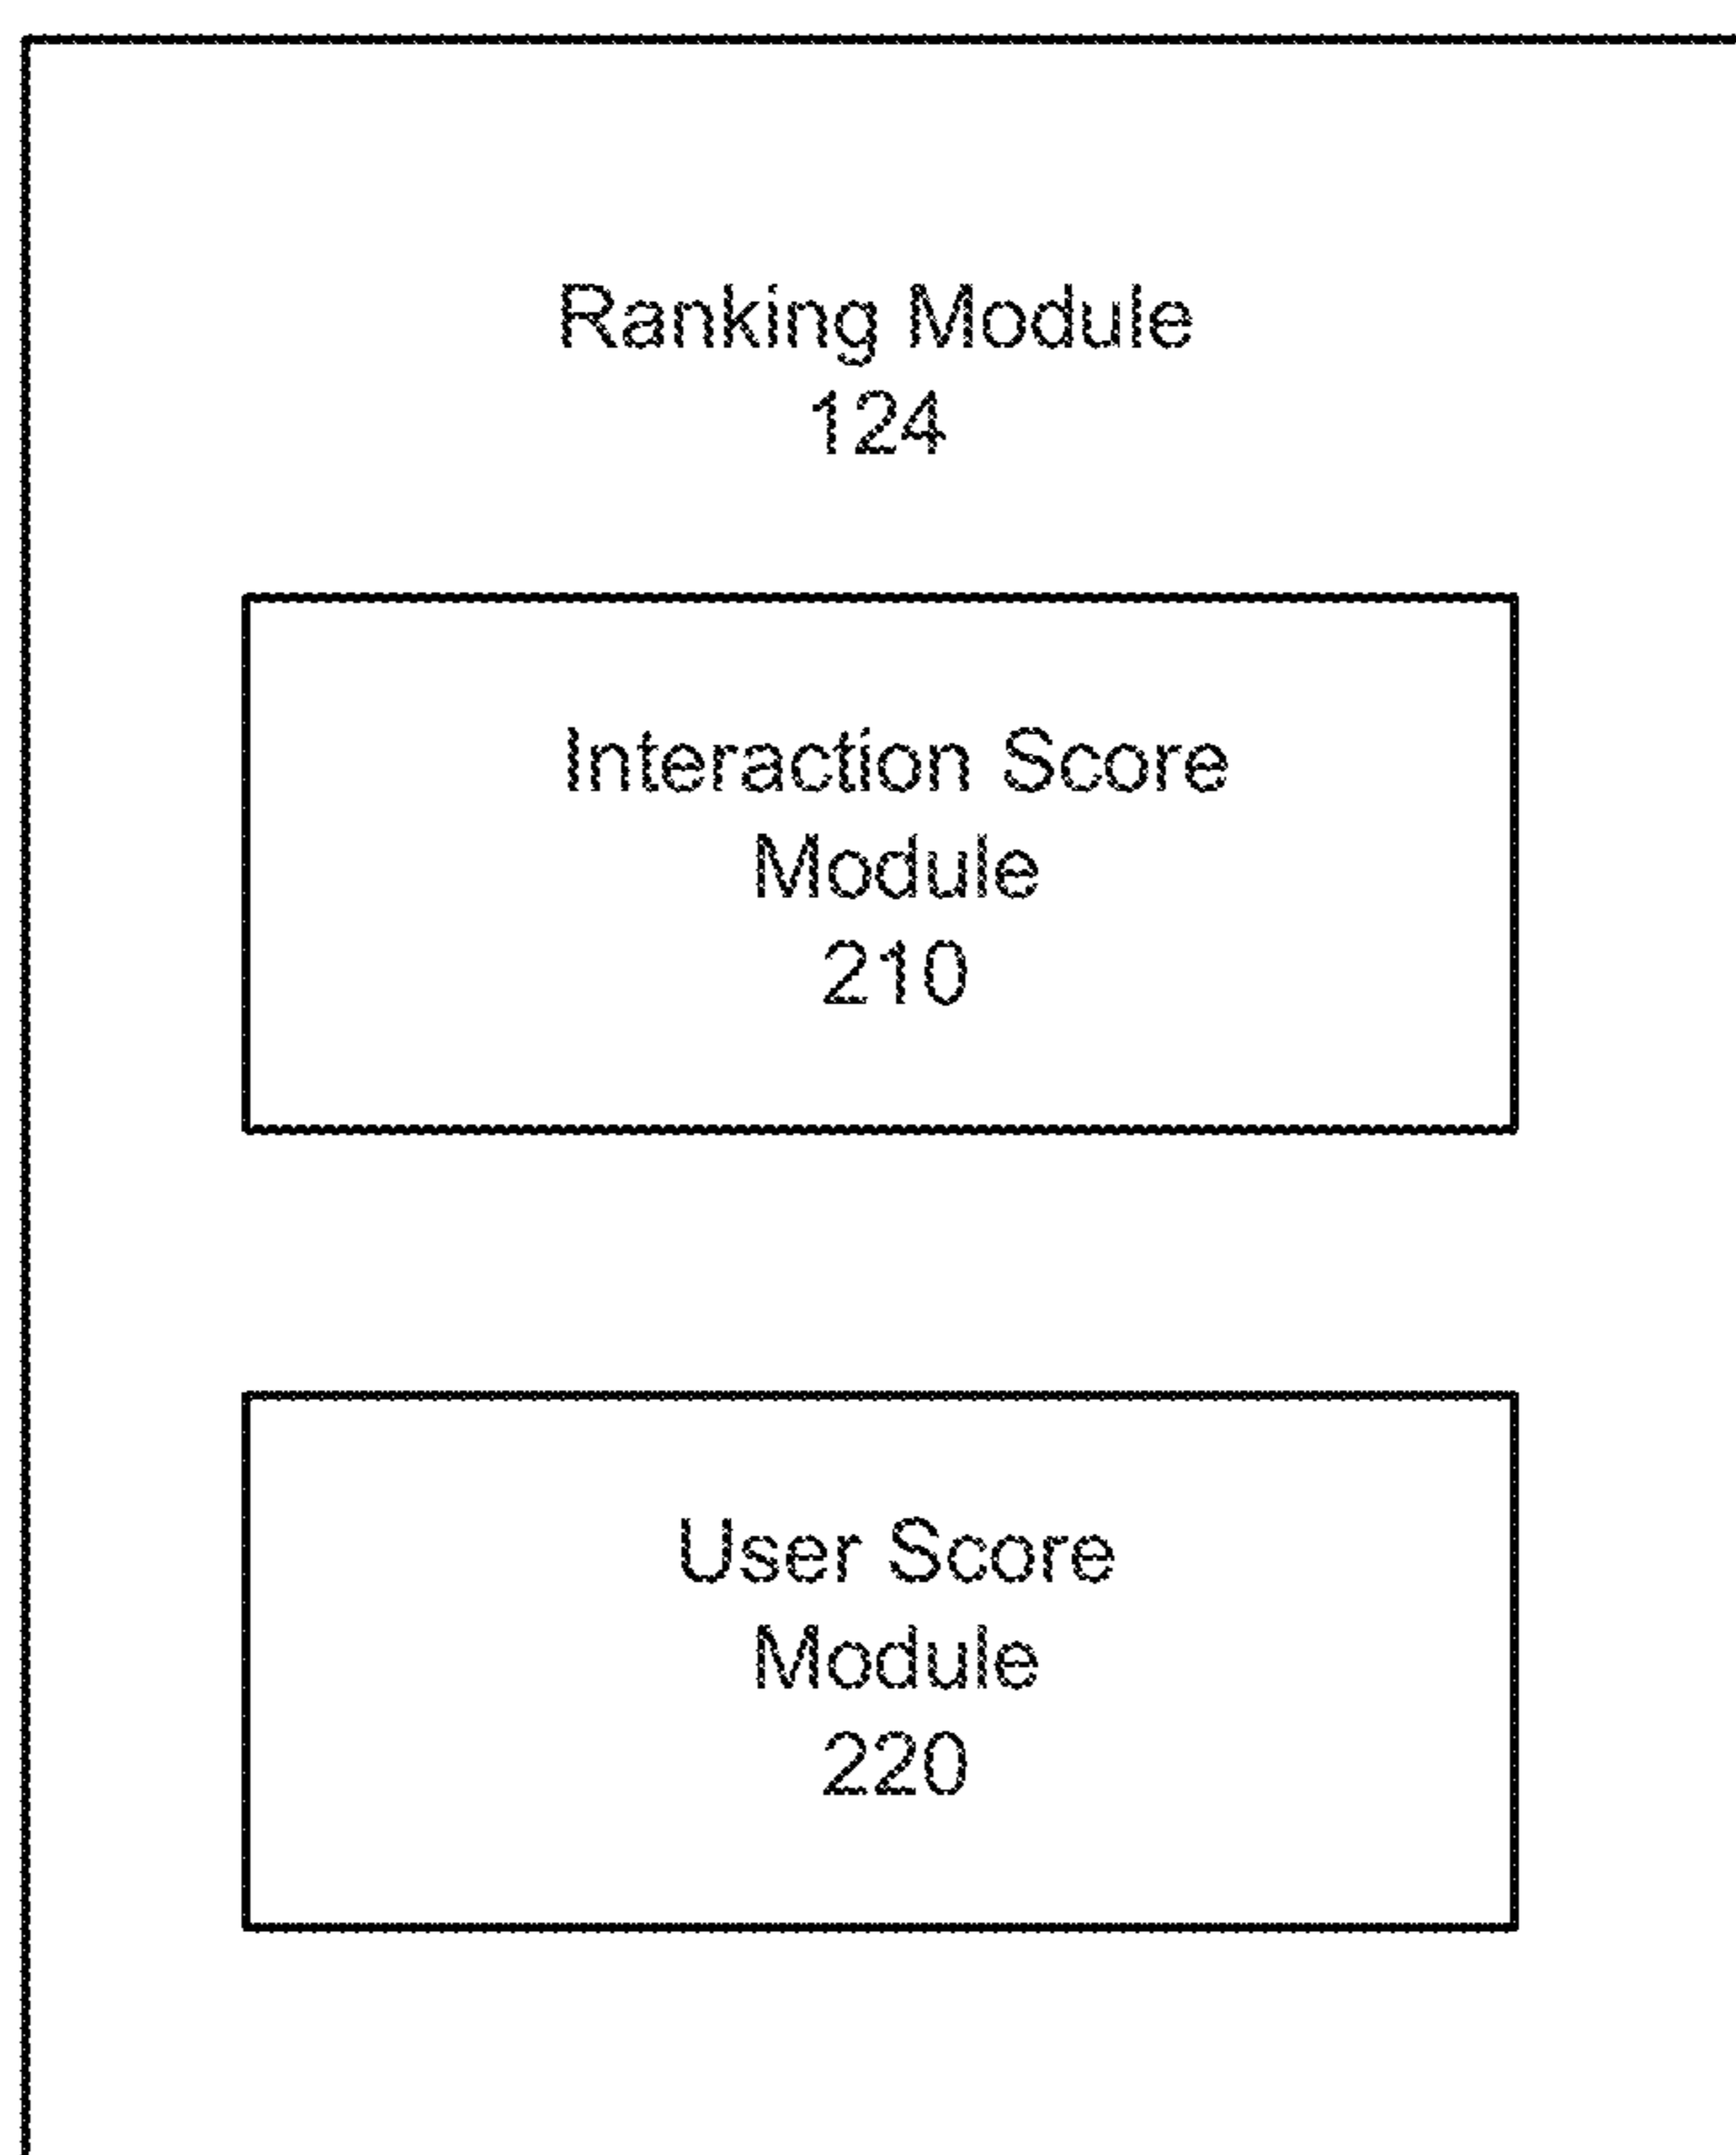 Ranking Module
124
Interaction Score
Module
210
User Score
Module
220